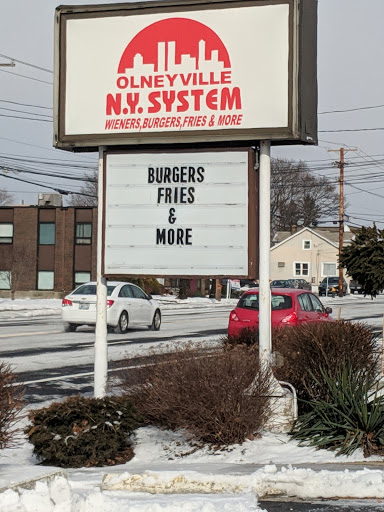 OLNEYVILLE
N.Y. SYSTEM
WIENERS, BURGERS, FRIES & MORE
BURGERS
FRIES
&
MORE